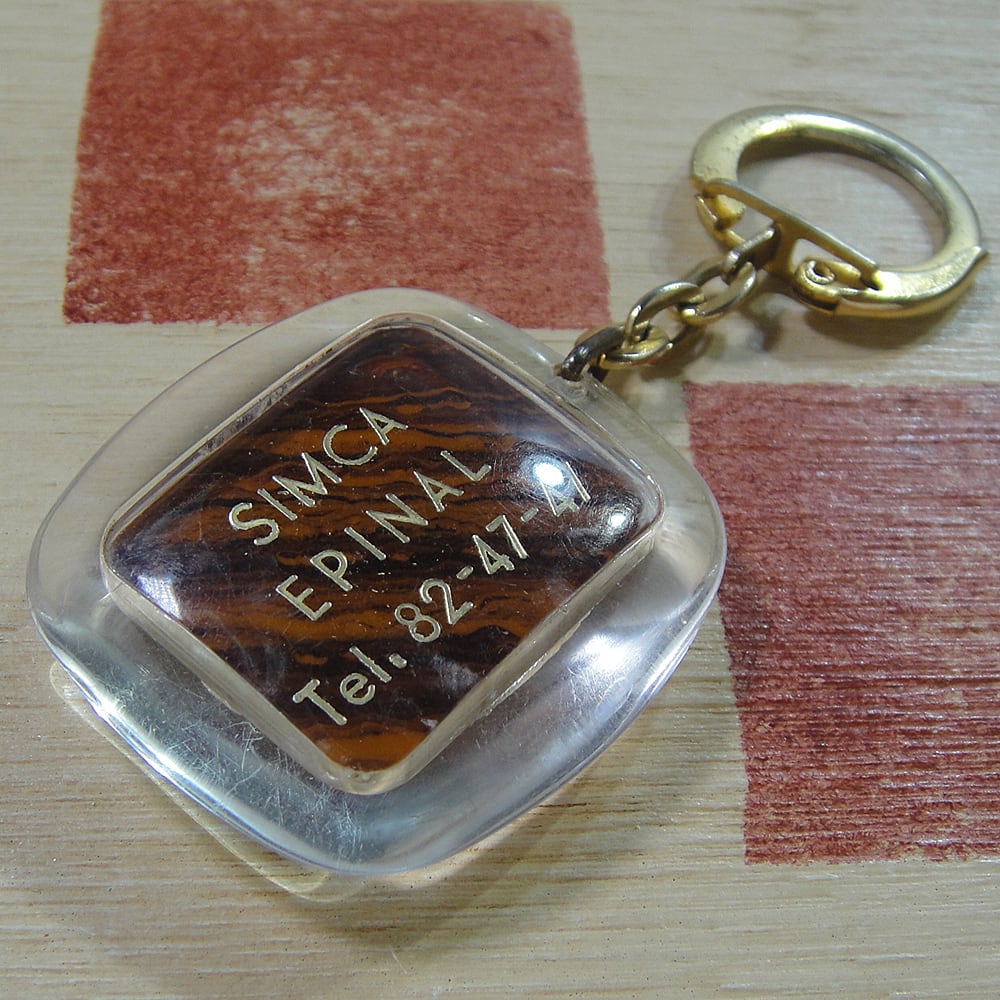 SIMCA
EPINAL
Tel. 82-47-41